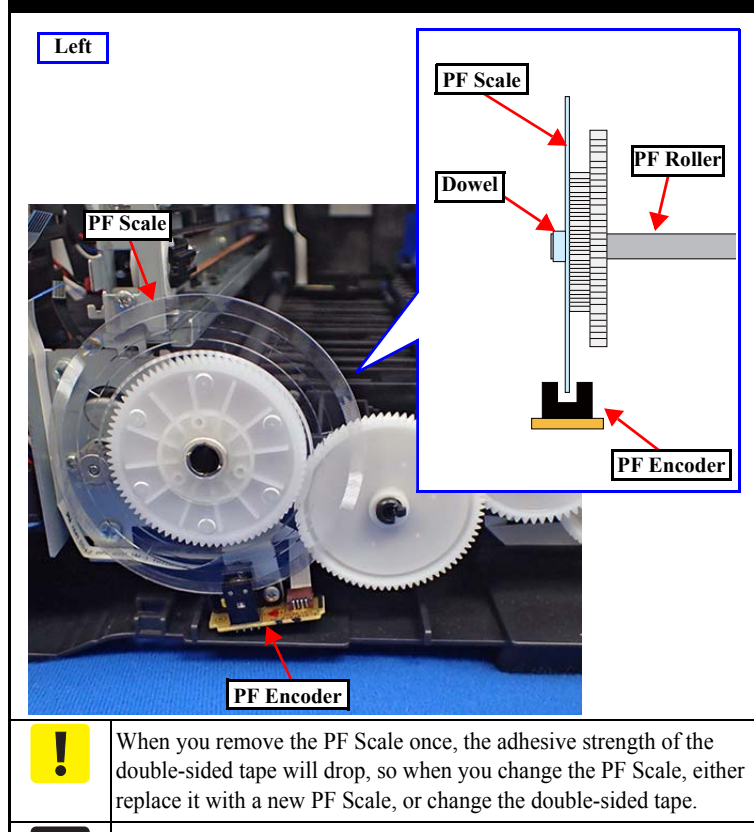 Left
PF Scale
PF Roller
Dowel
PF Encoder
PF Scale
PF Encoder
!
When you remove the PF Scale once, the adhesive strength of the
double-sided tape will drop, so when you change the PF Scale, either
replace it with a new PF Scale, or change the double-sided tape.